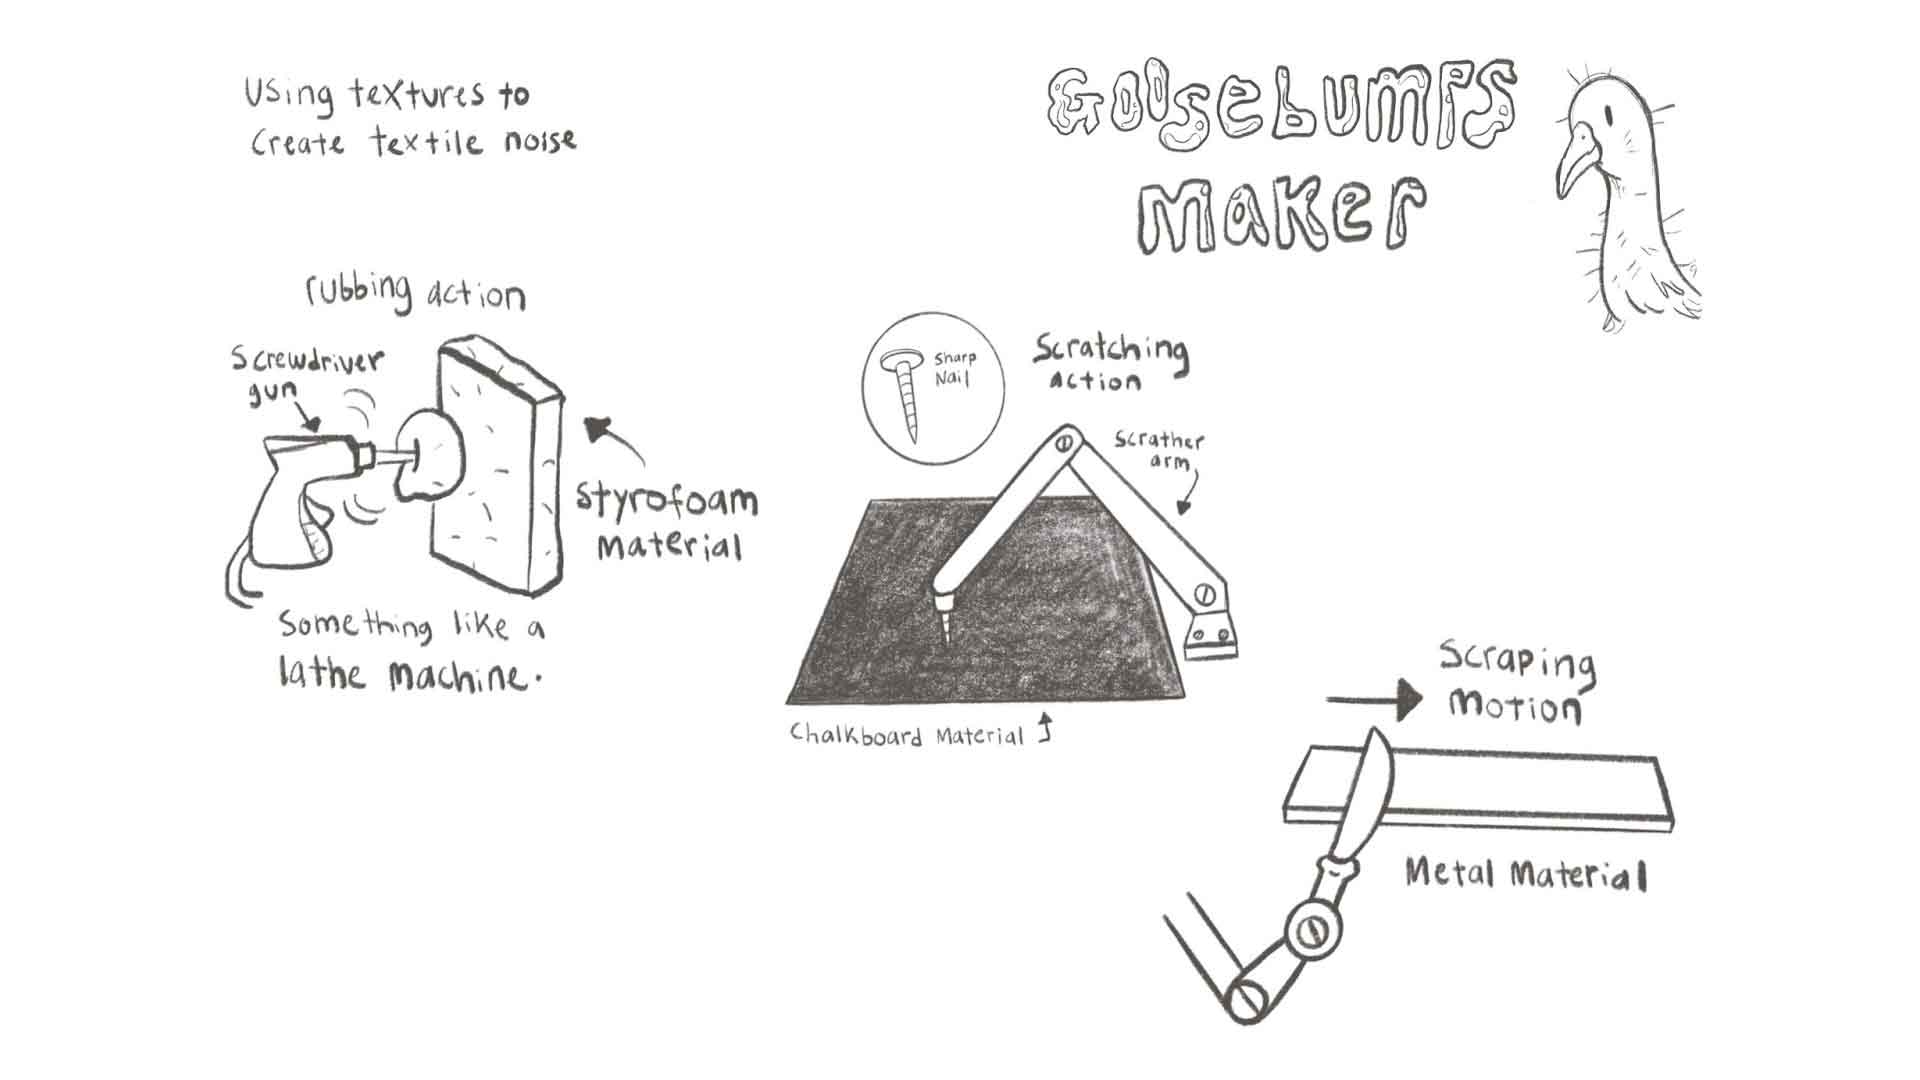 Using textures to
create textile noise
Goosebumps
maker
rubbing action
Screwdriver
gun
Styrofoam
material
Something like a
lathe machine.
Sharp
Nail
Scratching
action
Scrather
arm
Chalkboard Material
Scraping
motion
Metal Material